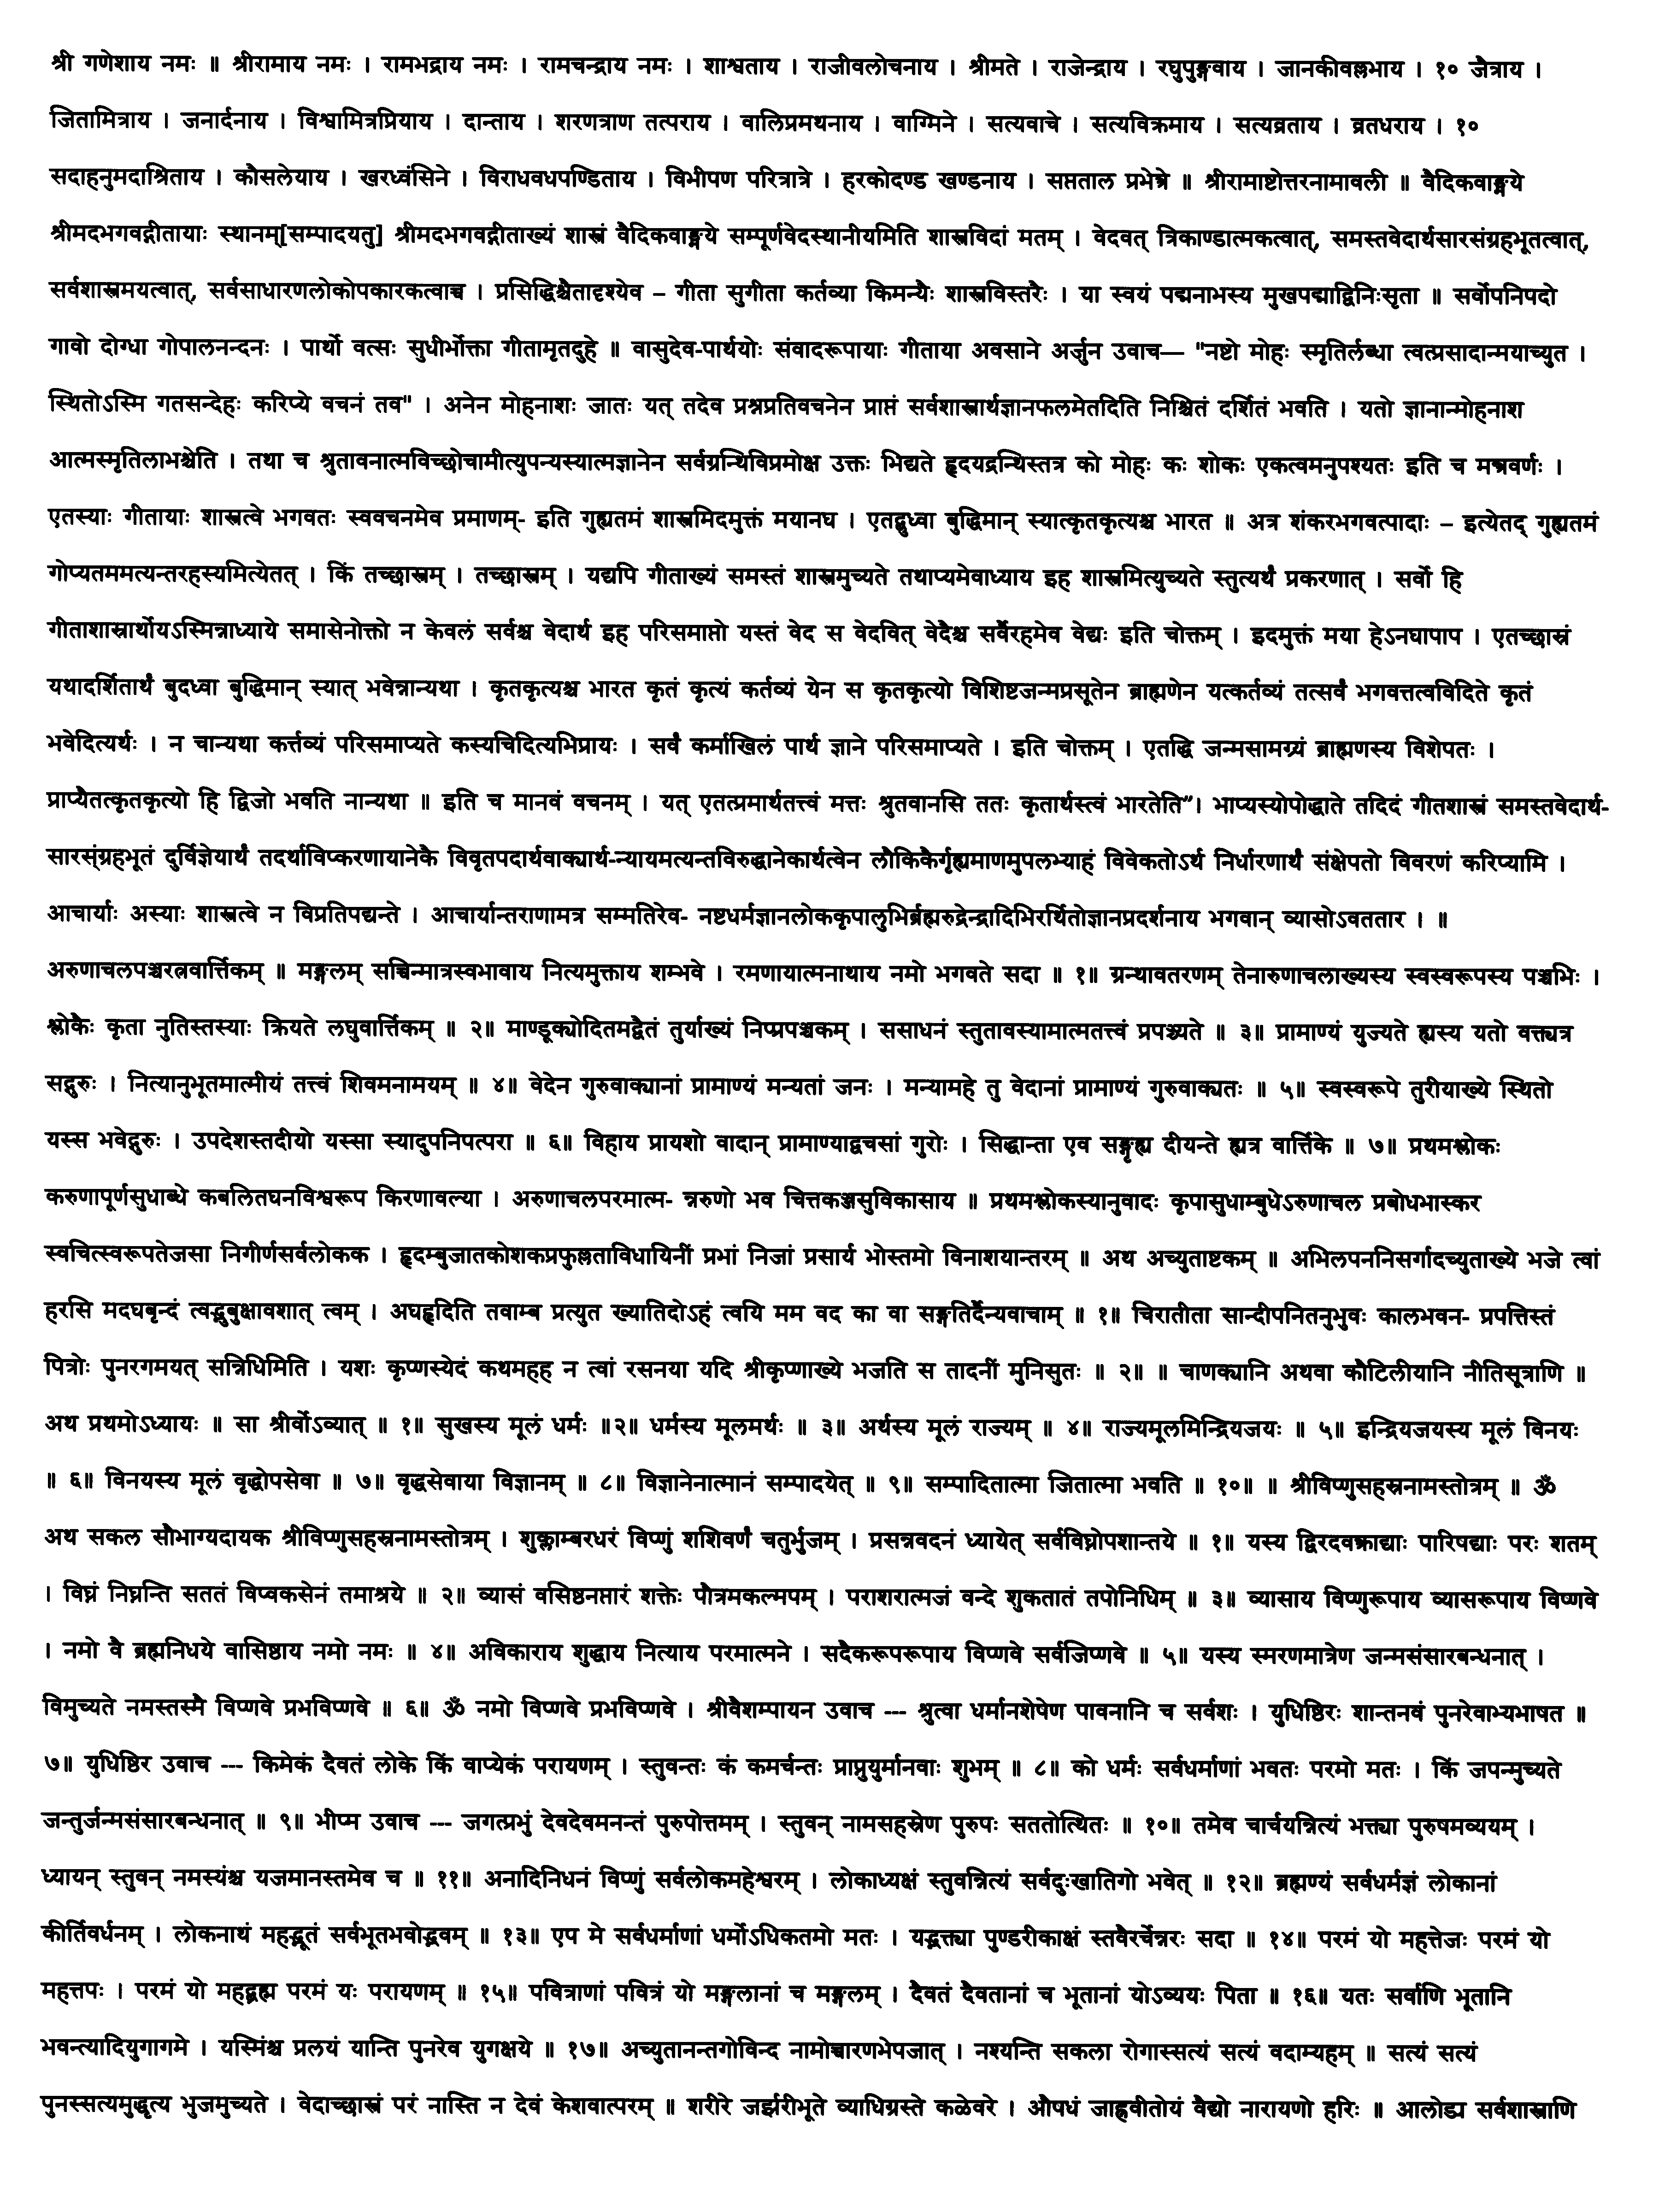 श्री गणेशाय नमः ॥ श्रीरामाय नमः । रामभद्राय नमः । रामचन्द्राय नमः । शाश्वताय । राजीवलोचनाय । श्रीमते । राजेन्द्राय । रघुपुङ्गवाय । जानकीवल्लभाय । १० जैत्राय ।
जितामित्राय । जनार्दनाय । विश्वामित्रप्रियाय । दान्ताय । शरणत्राण तत्पराय । वालिप्रमथनाय । वाग्मिने । सत्यवाचे । सत्यविक्रमाय । सत्यव्रताय । व्रतधराय । १०
सदाहनुमदाश्रिताय । कौसलेयाय । खरध्वंसिने । विराधवधपण्डिताय । विभीषण परित्रात्रे । हरकोदण्ड खण्डनाय । सप्तताल प्रभेत्त्रे ॥ श्रीरामाष्टोत्तरनामावली ॥ वैदिकवाङ्मये
श्रीमदभगवद्गीतायाः स्थानम्[सम्पादयतु] श्रीमदभगवद्गीताख्यं शास्त्रं वैदिकवाङ्मये सम्पूर्णवेदस्थानीयमिति शास्त्रविदां मतम् । वेदवत् त्रिकाण्डात्मकत्वात्, समस्तवेदार्थसारसंग्रहभूतत्वात्,
सर्वशास्त्रमयत्वात्, सर्वसाधारणलोकोपकारकत्वाच्च । प्रसिद्धिश्चैतादृश्येव – गीता सुगीता कर्तव्या किमन्यैः शास्त्रविस्तरैः । या स्वयं पद्मनाभस्य मुखपद्माद्विनिःसृता ॥ सर्वोपनिषदो
गावो दोग्धा गोपालनन्दनः । पार्थो वत्सः सुधीर्भोक्ता गीतामृतदुहे ॥ वासुदेव-पार्थयोः संवादरूपायाः गीताया अवसाने अर्जुन उवाच— "नष्टो मोहः स्मृतिर्लब्धा त्वत्प्रसादान्मयाच्युत ।
स्थितोऽस्मि गतसन्देहः करिष्ये वचनं तव" । अनेन मोहनाशः जातः यत् तदेव प्रश्नप्रतिवचनेन प्राप्तं सर्वशास्त्रार्थज्ञानफलमेतदिति निश्चितं दर्शितं भवति । यतो ज्ञानान्मोहनाश
आत्मस्मृतिलाभश्चेति । तथा च श्रुतावनात्मविच्छोचामीत्युपन्यस्यात्मज्ञानेन सर्वग्रन्थिविप्रमोक्ष उक्तः भिद्यते हृदयद्रन्थिस्तत्र को मोहः कः शोकः एकत्वमनुपश्यतः इति च मन्त्रवर्णः ।
एतस्याः गीतायाः शास्त्रत्वे भगवतः स्ववचनमेव प्रमाणम्- इति गुह्यतमं शास्त्रमिदमुक्तं मयानघ । एतद्बुध्वा बुद्धिमान् स्यात्कृतकृत्यश्च भारत ॥ अत्र शंकरभगवत्पादाः – इत्येतद् गुह्यतमं
गोप्यतममत्यन्तरहस्यमित्येतत् । किं तच्छास्त्रम् । तच्छास्त्रम् । यद्यपि गीताख्यं समस्तं शास्त्रमुच्यते तथाप्यमेवाध्याय इह शास्त्रमित्युच्यते स्तुत्यर्थं प्रकरणात् । सर्वो हि
गीताशास्त्रार्थोयऽस्मिन्नाध्याये समासेनोक्तो न केवलं सर्वश्च वेदार्थ इह परिसमाप्तो यस्तं वेद स वेदवित् वेदैश्च सर्वैरहमेव वेद्यः इति चोक्तम् । इदमुक्तं मया हेऽनघापाप । एतच्छास्रं
यथादर्शितार्थं बुदध्वा बुद्धिमान् स्यात् भवेन्नान्यथा । कृतकृत्यश्च भारत कृतं कृत्यं कर्तव्यं येन स कृतकृत्यो विशिष्टजन्मप्रसूतेन ब्राह्मणेन यत्कर्तव्यं तत्सर्वं भगवत्तत्वविदिते कृतं
भवेदित्यर्थः । न चान्यथा कर्त्तव्यं परिसमाप्यते कस्यचिदित्यभिप्रायः । सर्वं कर्माखिलं पार्थ ज्ञाने परिसमाप्यते । इति चोक्तम् । एतद्धि जन्मसामग्र्यं ब्राह्मणस्य विशेषतः ।
प्राप्यैतत्कृतकृत्यो हि द्विजो भवति नान्यथा ॥ इति च मानवं वचनम् । यत् एतत्प्रमार्थतत्त्वं मत्तः श्रुतवानसि ततः कृतार्थस्त्वं भारतेति”। भाष्यस्योपोद्धाते तदिदं गीतशास्त्रं समस्तवेदार्थ-
सारस्ंग्रहभूतं दुर्विज्ञेयार्थं तदर्थाविष्करणायानेकै विवृतपदार्थवाक्यार्थ-न्यायमत्यन्तविरुद्धानेकार्थत्वेन लौकिकैर्गृह्यमाणमुपलभ्याहं विवेकतोऽर्थ निर्धारणार्थं संक्षेपतो विवरणं करिष्यामि ।
आचार्याः अस्याः शास्त्रत्वे न विप्रतिपद्यन्ते । आचार्यान्तराणामत्र सम्मतिरेव- नष्टधर्मज्ञानलोककृपालुभिर्ब्रह्मरुद्रेन्द्रादिभिरर्थितोज्ञानप्रदर्शनाय भगवान् व्यासोऽवततार । ॥
अरुणाचलपञ्चरत्नवार्त्तिकम् ॥ मङ्गलम् सच्चिन्मात्रस्वभावाय नित्यमुक्ताय शम्भवे । रमणायात्मनाथाय नमो भगवते सदा ॥ १॥ ग्रन्थावतरणम् तेनारुणाचलाख्यस्य स्वस्वरूपस्य पञ्चभिः ।
श्लोकैः कृता नुतिस्तस्याः क्रियते लघुवार्त्तिकम् ॥ २॥ माण्डूक्योदितमद्वैतं तुर्याख्यं निष्प्रपञ्चकम् । ससाधनं स्तुतावस्यामात्मतत्त्वं प्रपञ्च्यते ॥ ३॥ प्रामाण्यं युज्यते ह्यस्य यतो वक्त्यत्र
सद्गुरुः । नित्यानुभूतमात्मीयं तत्त्वं शिवमनामयम् ॥ ४॥ वेदेन गुरुवाक्यानां प्रामाण्यं मन्यतां जनः । मन्यामहे तु वेदानां प्रामाण्यं गुरुवाक्यतः ॥ ५॥ स्वस्वरूपे तुरीयाख्ये स्थितो
यस्स भवेद्गुरुः । उपदेशस्तदीयो यस्सा स्यादुपनिषत्परा ॥ ६॥ विहाय प्रायशो वादान् प्रामाण्याद्वचसां गुरोः । सिद्धान्ता एव सङ्गृह्य दीयन्ते ह्यत्र वार्त्तिके ॥ ७॥ प्रथमश्लोकः
करुणापूर्णसुधाब्धे कबलितघनविश्वरूप किरणावल्या । अरुणाचलपरमात्म- न्नरुणो भव चित्तकञ्जसुविकासाय ॥ प्रथमश्लोकस्यानुवादः कृपासुधाम्बुधेऽरुणाचल प्रबोधभास्कर
स्वचित्स्वरूपतेजसा निगीर्णसर्वलोकक । हृदम्बुजातकोशकप्रफुल्लताविधायिनीं प्रभां निजां प्रसार्य भोस्तमो विनाशयान्तरम् ॥ अथ अच्युताष्टकम् ॥ अभिलपननिसर्गादच्युताख्ये भजे त्वां
हरसि मदघबृन्दं त्वद्भुबुक्षावशात् त्वम् । अघहृदिति तवाम्ब प्रत्युत ख्यातिदोऽहं त्वयि मम वद का वा सङ्गतिर्दैन्यवाचाम् ॥ १॥ चिरातीता सान्दीपनितनुभुवः कालभवन- प्रपत्तिस्तं
पित्रोः पुनरगमयत् सन्निधिमिति । यशः कृष्णस्येदं कथमहह न त्वां रसनया यदि श्रीकृष्णाख्ये भजति स तादनीं मुनिसुतः ॥ २॥ ॥ चाणक्यानि अथवा कौटिलीयानि नीतिसूत्राणि ॥
अथ प्रथमोऽध्यायः ॥ सा श्रीर्वोऽव्यात् ॥ १॥ सुखस्य मूलं धर्मः ॥२॥ धर्मस्य मूलमर्थः ॥ ३॥ अर्थस्य मूलं राज्यम् ॥ ४॥ राज्यमूलमिन्द्रियजयः ॥ ५॥ इन्द्रियजयस्य मूलं विनयः
॥ ६॥ विनयस्य मूलं वृद्धोपसेवा ॥ ७॥ वृद्धसेवाया विज्ञानम् ॥ ८॥ विज्ञानेनात्मानं सम्पादयेत् ॥ ९॥ सम्पादितात्मा जितात्मा भवति ॥ १०॥ ॥ श्रीविष्णुसहस्रनामस्तोत्रम् ॥ ॐ
अथ सकल सौभाग्यदायक श्रीविष्णुसहस्रनामस्तोत्रम् । शुक्लाम्बरधरं विष्णुं शशिवर्णं चतुर्भुजम् । प्रसन्नवदनं ध्यायेत् सर्वविघ्नोपशान्तये ॥ १॥ यस्य द्विरदवक्त्राद्याः पारिषद्याः परः शतम्
। विघ्नं निघ्नन्ति सततं विष्वकसेनं तमाश्रये ॥ २॥ व्यासं वसिष्ठनप्तारं शक्तेः पौत्रमकल्मषम् । पराशरात्मजं वन्दे शुकतातं तपोनिधिम् ॥ ३॥ व्यासाय विष्णुरूपाय व्यासरूपाय विष्णवे
। नमो वै ब्रह्मनिधये वासिष्ठाय नमो नमः ॥ ४॥ अविकाराय शुद्धाय नित्याय परमात्मने । सदैकरूपरूपाय विष्णवे सर्वजिष्णवे ॥ ५॥ यस्य स्मरणमात्रेण जन्मसंसारबन्धनात् ।
विमुच्यते नमस्तस्मै विष्णवे प्रभविष्णवे ॥ ६॥ ॐ नमो विष्णवे प्रभविष्णवे । श्रीवैशम्पायन उवाच --- श्रुत्वा धर्मानशेषेण पावनानि च सर्वशः । युधिष्ठिरः शान्तनवं पुनरेवाभ्यभाषत ॥
७॥ युधिष्ठिर उवाच --- किमेकं दैवतं लोके किं वाप्येकं परायणम् । स्तुवन्तः कं कमर्चन्तः प्राप्नुयुर्मानवाः शुभम् ॥ ८॥ को धर्मः सर्वधर्माणां भवतः परमो मतः । किं जपन्मुच्यते
जन्तुर्जन्मसंसारबन्धनात् ॥ ९॥ भीष्म उवाच --- जगत्प्रभुं देवदेवमनन्तं पुरुषोत्तमम् । स्तुवन् नामसहस्रेण पुरुषः सततोत्थितः ॥ १०॥ तमेव चार्चयन्नित्यं भक्त्या पुरुषमव्ययम् ।
ध्यायन् स्तुवन् नमस्यंश्च यजमानस्तमेव च ॥ ११॥ अनादिनिधनं विष्णुं सर्वलोकमहेश्वरम् । लोकाध्यक्षं स्तुवन्नित्यं सर्वदुःखातिगो भवेत् ॥ १२॥ ब्रह्मण्यं सर्वधर्मज्ञं लोकानां
कीर्तिवर्धनम् । लोकनाथं महद्भूतं सर्वभूतभवोद्भवम् ॥ १३॥ एष मे सर्वधर्माणां धर्मोऽधिकतमो मतः । यद्भक्त्या पुण्डरीकाक्षं स्तवैरर्चेन्नरः सदा ॥ १४॥ परमं यो महत्तेजः परमं यो
महत्तपः । परमं यो महद्ब्रह्म परमं यः परायणम् ॥ १५॥ पवित्राणां पवित्रं यो मङ्गलानां च मङ्गलम् । दैवतं दैवतानां च भूतानां योऽव्ययः पिता ॥ १६॥ यतः सर्वाणि भूतानि
भवन्त्यादियुगागमे । यस्मिंश्च प्रलयं यान्ति पुनरेव युगक्षये ॥ १७॥ अच्युतानन्तगोविन्द नामोच्चारणभेषजात् । नश्यन्ति सकला रोगास्सत्यं सत्यं वदाम्यहम् ॥ सत्यं सत्यं
पुनस्सत्यमुद्धृत्य भुजमुच्यते । वेदाच्छास्त्रं परं नास्ति न देवं केशवात्परम् ॥ शरीरे जर्झरीभूते व्याधिग्रस्ते कळेवरे । औषधं जाह्नवीतोयं वैद्यो नारायणो हरिः ॥ आलोड्य सर्वशास्त्राणि